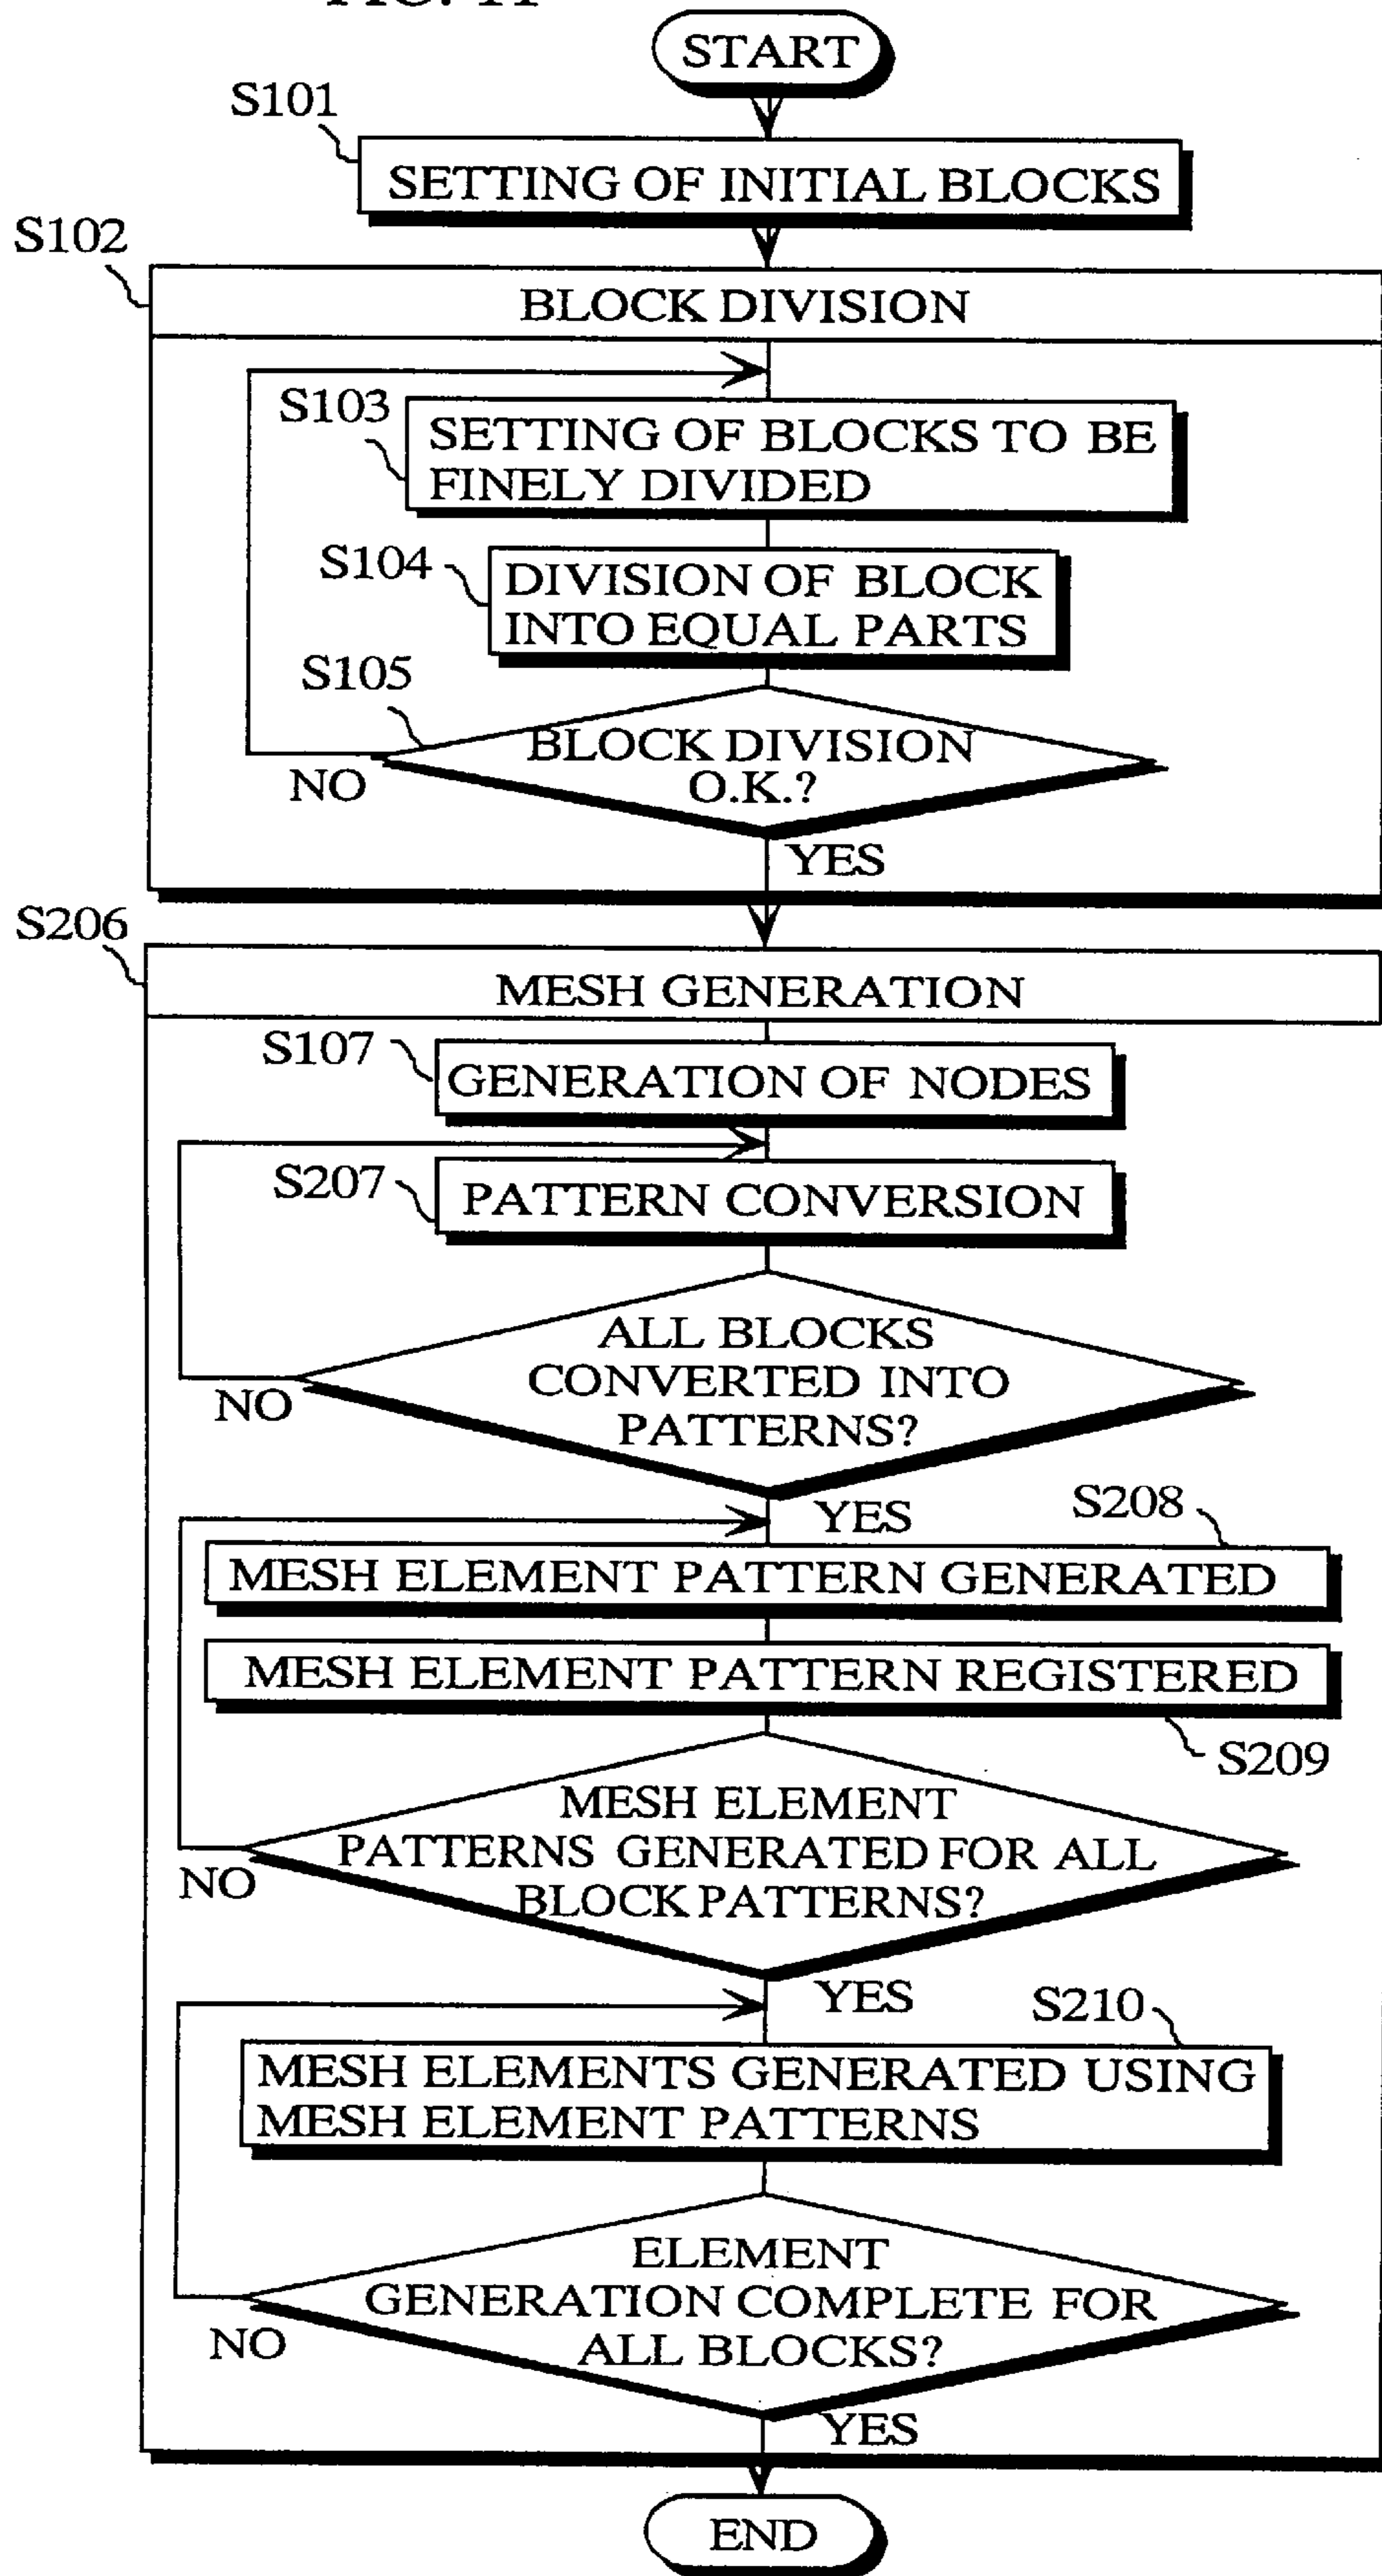 START
S101
SETTING OF INITIAL BLOCKS
S102
BLOCK DIVISION
S103
SETTING OF BLOCKS TO BE
FINELY DIVIDED
S104
DIVISION OF BLOCK
INTO EQUAL PARTS
S105
BLOCK DIVISION
O.K.?
NO
YES
S206
MESH GENERATION
S107
GENERATION OF NODES
S207
PATTERN CONVERSION
ALL BLOCKS
CONVERTED INTO
PATTERNS?
NO
YES
S208
MESH ELEMENT PATTERN GENERATED
MESH ELEMENT PATTERN REGISTERED
S209
MESH ELEMENT
PATTERNS GENERATED FOR ALL
BLOCK PATTERNS?
NO
YES
S210
MESH ELEMENTS GENERATED USING
MESH ELEMENT PATTERNS
ELEMENT
GENERATION COMPLETE FOR
ALL BLOCKS?
NO
YES
END